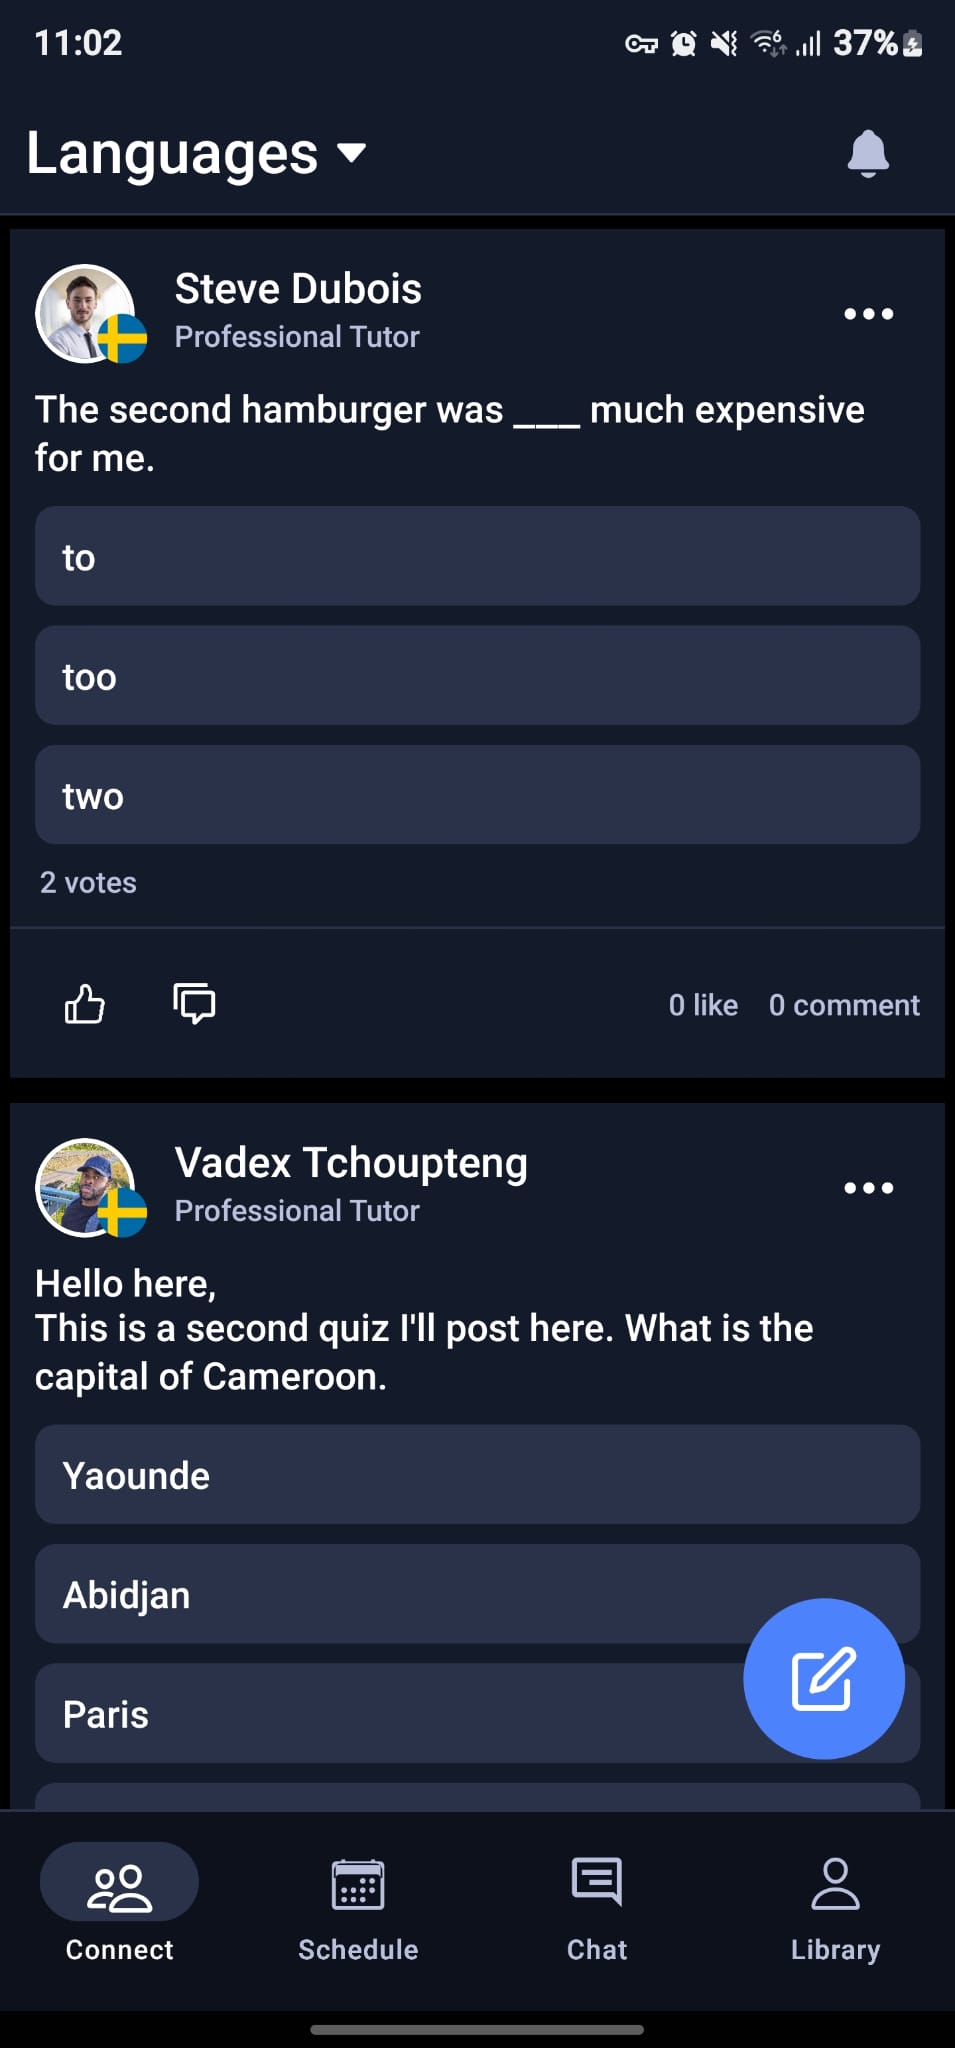 11:02
6
37%
Languages
Steve Dubois
Professional Tutor
The second hamburger was ___ much expensive
for me.
to
too
two
2 votes
0 like 0 comment
Vadex Tchoupteng
Professional Tutor
Hello here,
This is a second quiz I'll post here. What is the
capital of Cameroon.
Yaounde
Abidjan
Paris
Connect
Schedule
Chat
Library